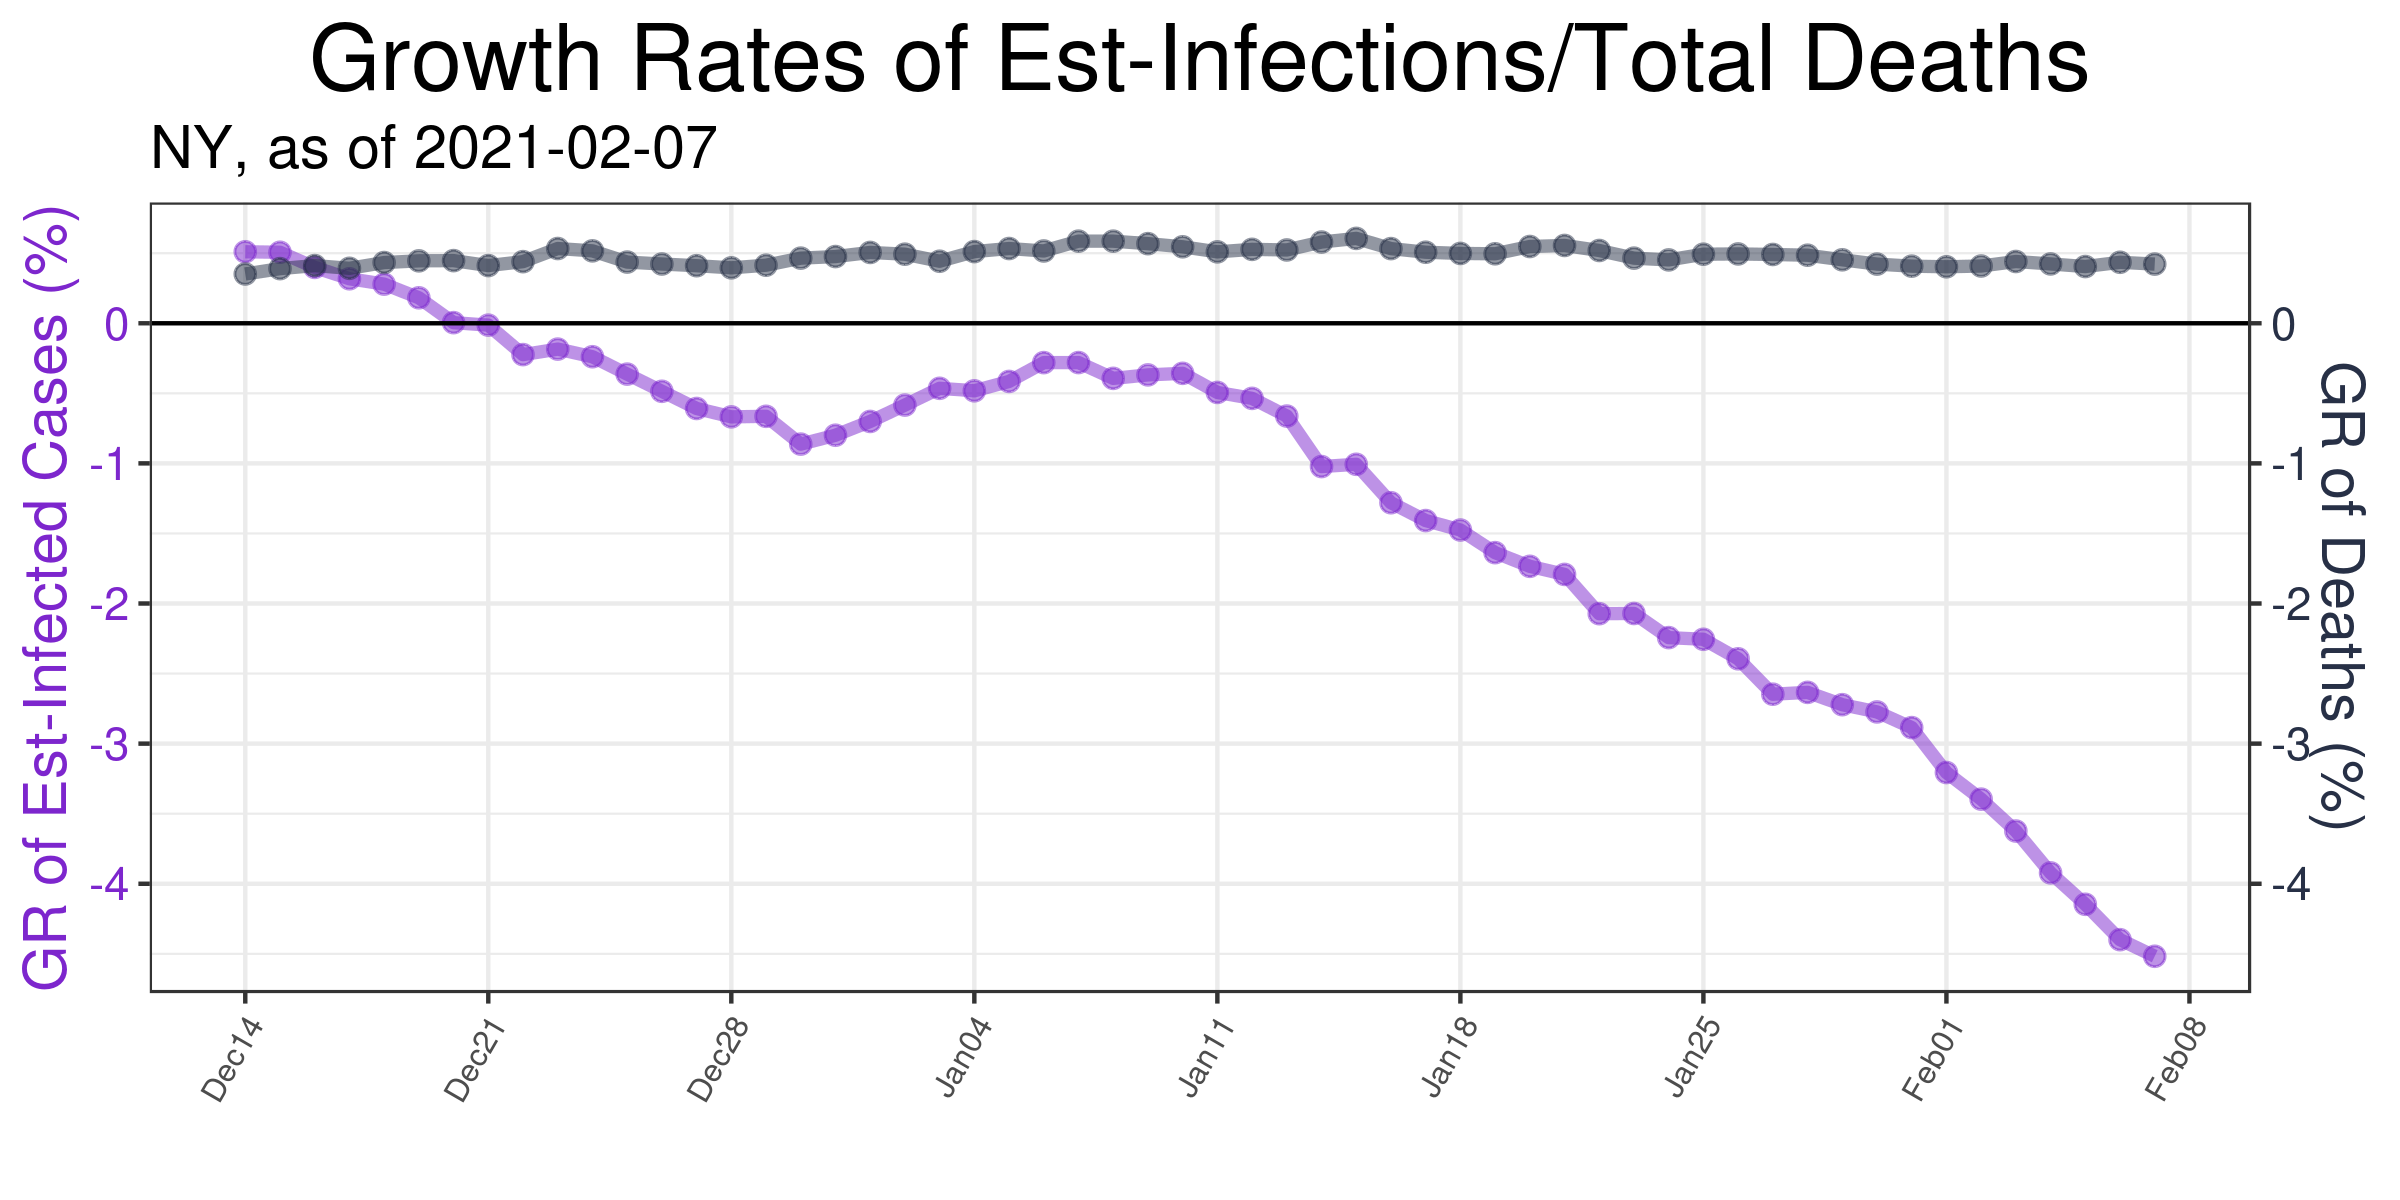 Growth Rates of Est-Infections/Total Deaths
NY, as of 2021-02-07
GR of Est-Infected Cases (%)
0
-1
-2
-3
-4
0
-1
-2
-3
-4
GR of Deaths (%)
Dec14
Dec21
Dec28
Jan04
Jan11
Jan18
Jan25
Feb01
Feb08